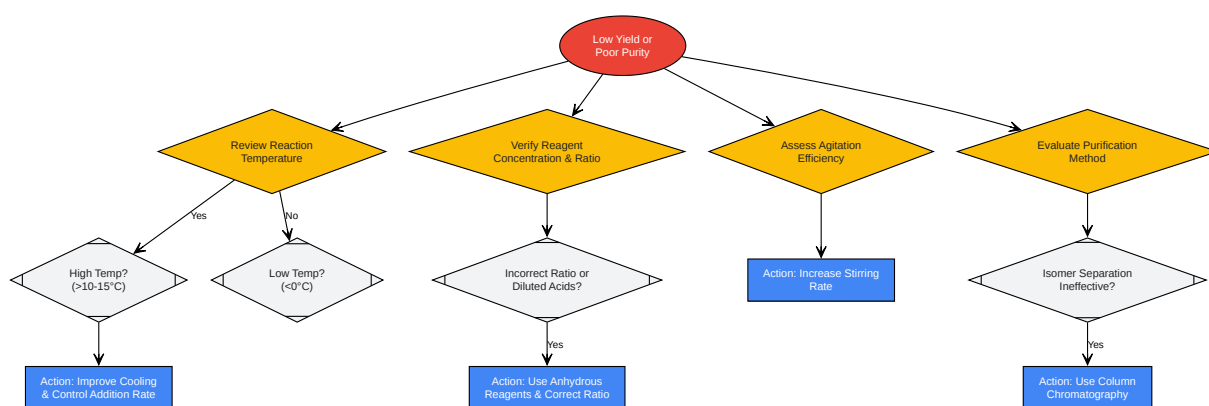 Low Yield or
Poor Purity
Review Reaction
Temperature
Verify Reagent
Concentration & Ratio
Assess Agitation
Efficiency
Evaluate Purification
Method
Yes
No
High Temp?
(>10-15°C)
Low Temp?
(<0°C)
Incorrect Ratio or
Diluted Acids?
Action: Increase Stirring
Rate
Isomer Separation
Ineffective?
Yes
Yes
Action: Improve Cooling
& Control Addition Rate
Action: Use Anhydrous
Reagents & Correct Ratio
Action: Use Column
Chromatography